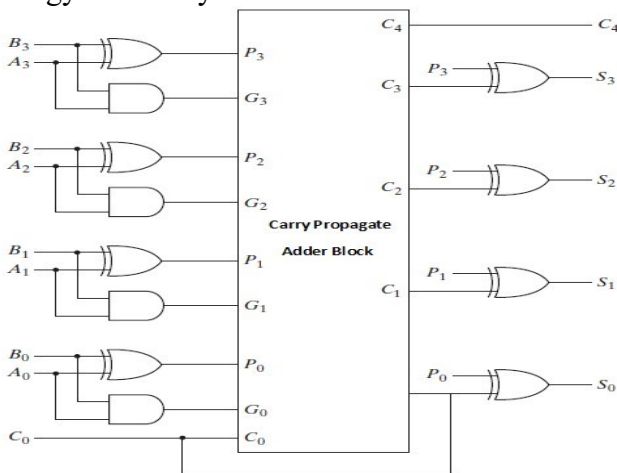 B3 A3 P3 G3 C4 C4
P3 C3 S3
B2 A2 P2 G2
P2 C2 S2
Carry Propagate
Adder Block
B1 A1 P1 G1
P1 C1 S1
B0 A0 P0 G0
P0 S0
C0 C0